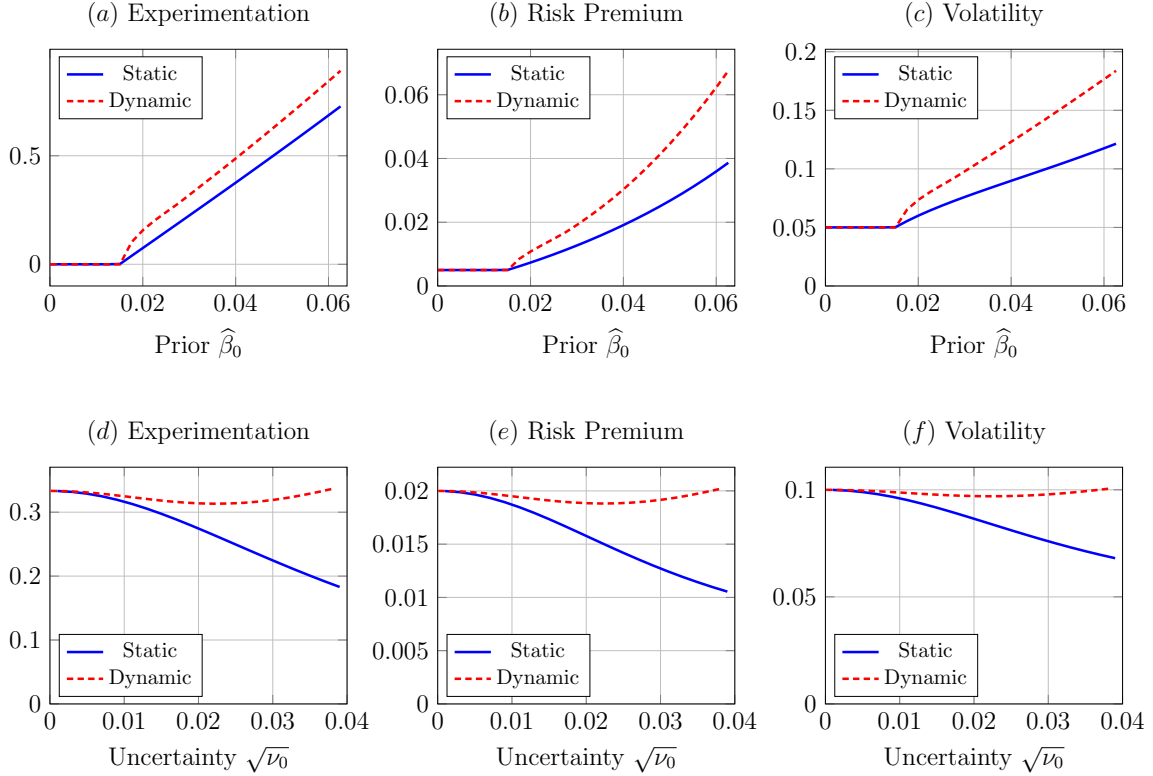 (a) Experimentation
Static
Dynamic
0.5
0
0 0.02 0.04 0.06
Prior β̂₀
(b) Risk Premium
Static
Dynamic
0.06
0.04
0.02
0
0 0.02 0.04 0.06
Prior β̂₀
(c) Volatility
Static
Dynamic
0.2
0.15
0.1
0.05
0
0 0.02 0.04 0.06
Prior β̂₀
(d) Experimentation
0.3
0.2
0.1
0
Static
Dynamic
0 0.01 0.02 0.03 0.04
Uncertainty √ν₀
(e) Risk Premium
0.02
0.015
0.01
0.005
0
Static
Dynamic
0 0.01 0.02 0.03 0.04
Uncertainty √ν₀
(f) Volatility
0.1
0.05
0
Static
Dynamic
0 0.01 0.02 0.03 0.04
Uncertainty √ν₀